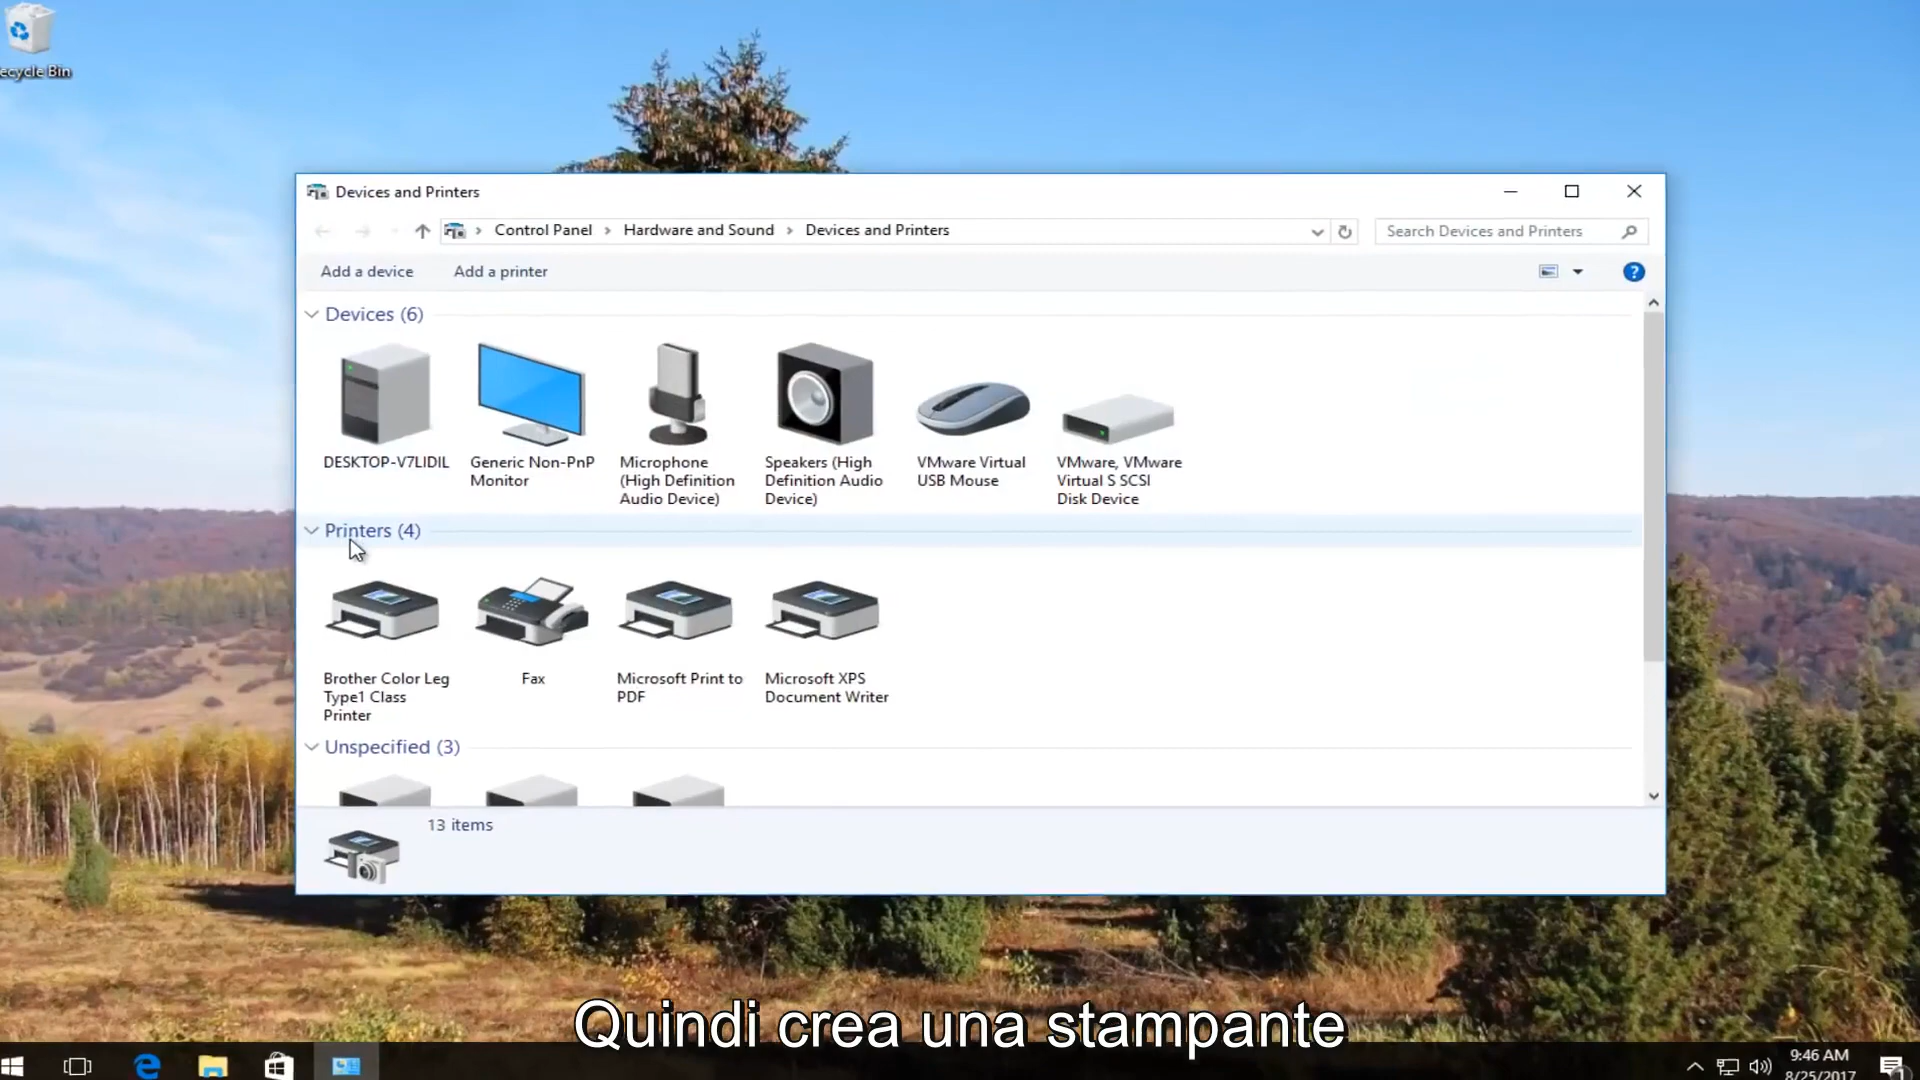 ecycle Bin
Devices and Printers
Control Panel > Hardware and Sound > Devices and Printers
Search Devices and Printers
Add a device
Add a printer
?
Devices (6)
DESKTOP-V7LIDIL
Generic Non-PnP
Monitor
Microphone
(High Definition
Audio Device)
Speakers (High
Definition Audio
Device)
VMware Virtual
USB Mouse
VMware, VMware
Virtual S SCSI
Disk Device
Printers (4)
Brother Color Leg
Type1 Class
Printer
Fax
Microsoft Print to
PDF
Microsoft XPS
Document Writer
Unspecified (3)
13 items
Quindi crea una stampante
9:46 AM
8/25/2017
1